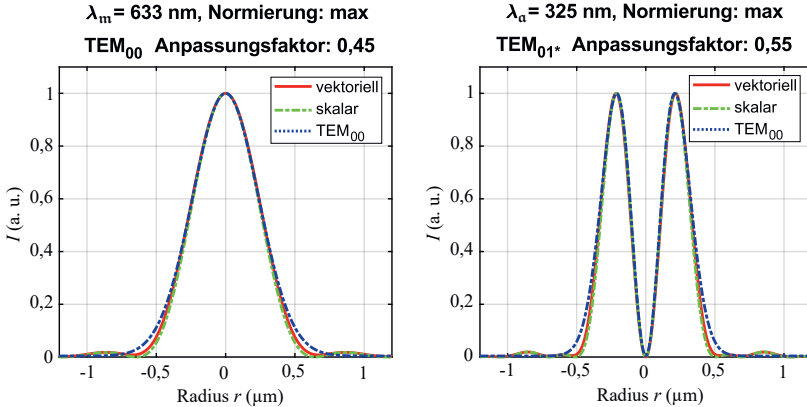 λm = 633 nm, Normierung: max
TEM00 Anpassungsfaktor: 0,45
vektoriell
skalar
TEM00
I (a. u.)
1
0,8
0,6
0,4
0,2
0
-1
-0,5
0
0,5
1
Radius r (µm)
λa = 325 nm, Normierung: max
TEM01* Anpassungsfaktor: 0,55
vektoriell
skalar
TEM00
I (a. u.)
1
0,8
0,6
0,4
0,2
0
-1
-0,5
0
0,5
1
Radius r (µm)